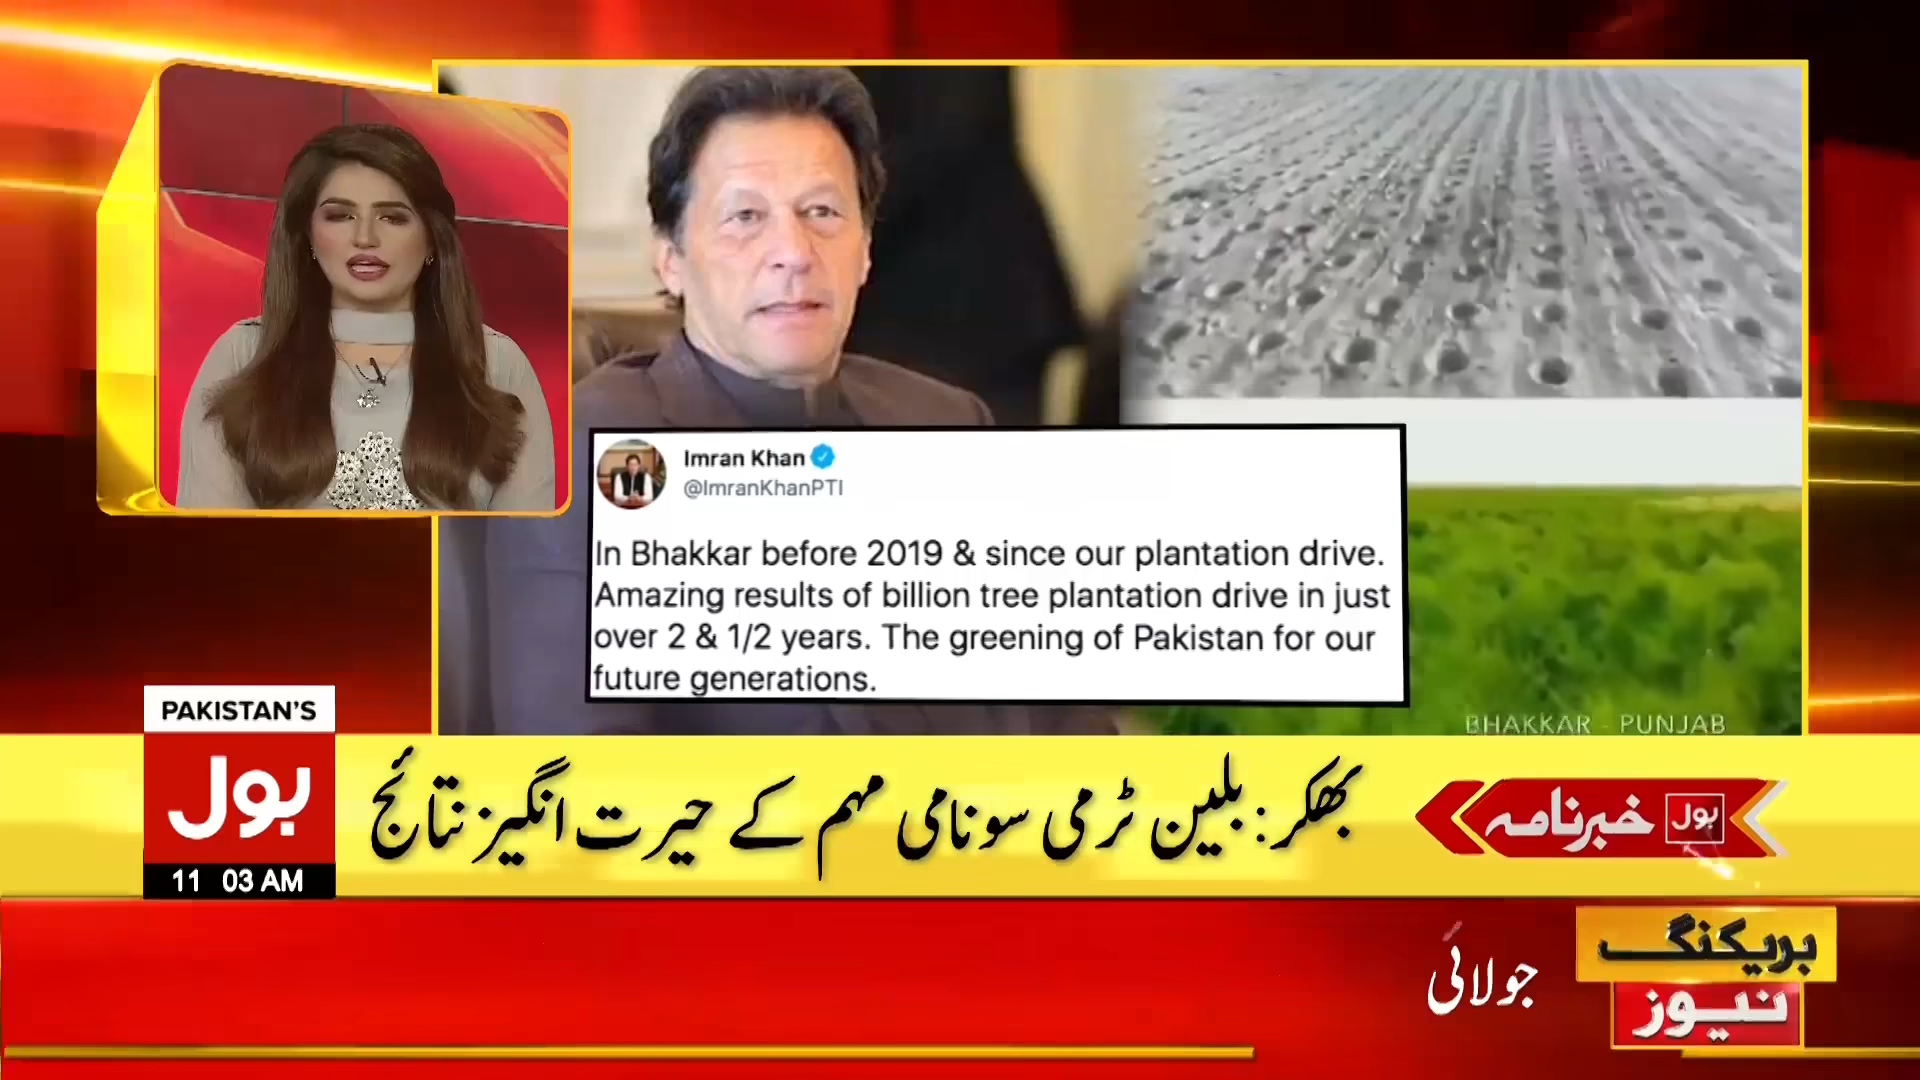 Imran Khan
@ImranKhanPTI
In Bhakkar before 2019 & since our plantation drive.
Amazing results of billion tree plantation drive in just
over 2 & 1/2 years. The greening of Pakistan for our
future generations.
BHAKKAR - PUNJAB
PAKISTAN'S
بول
11 03 AM
بول خبرنامہ
بھکر: بلین ٹرمی سونامی مہم کے حیرت انگیز نتائج
بریکنگ
نیوز
جولائی